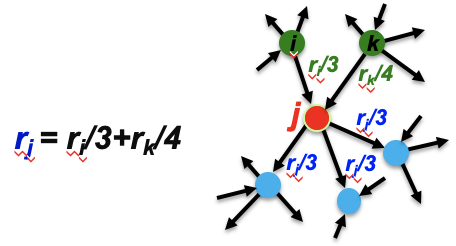 i
k
rᵢ/3
rₖ/4
j
rⱼ/3
rⱼ = rᵢ/3+rₖ/4
rⱼ/3
rⱼ/3